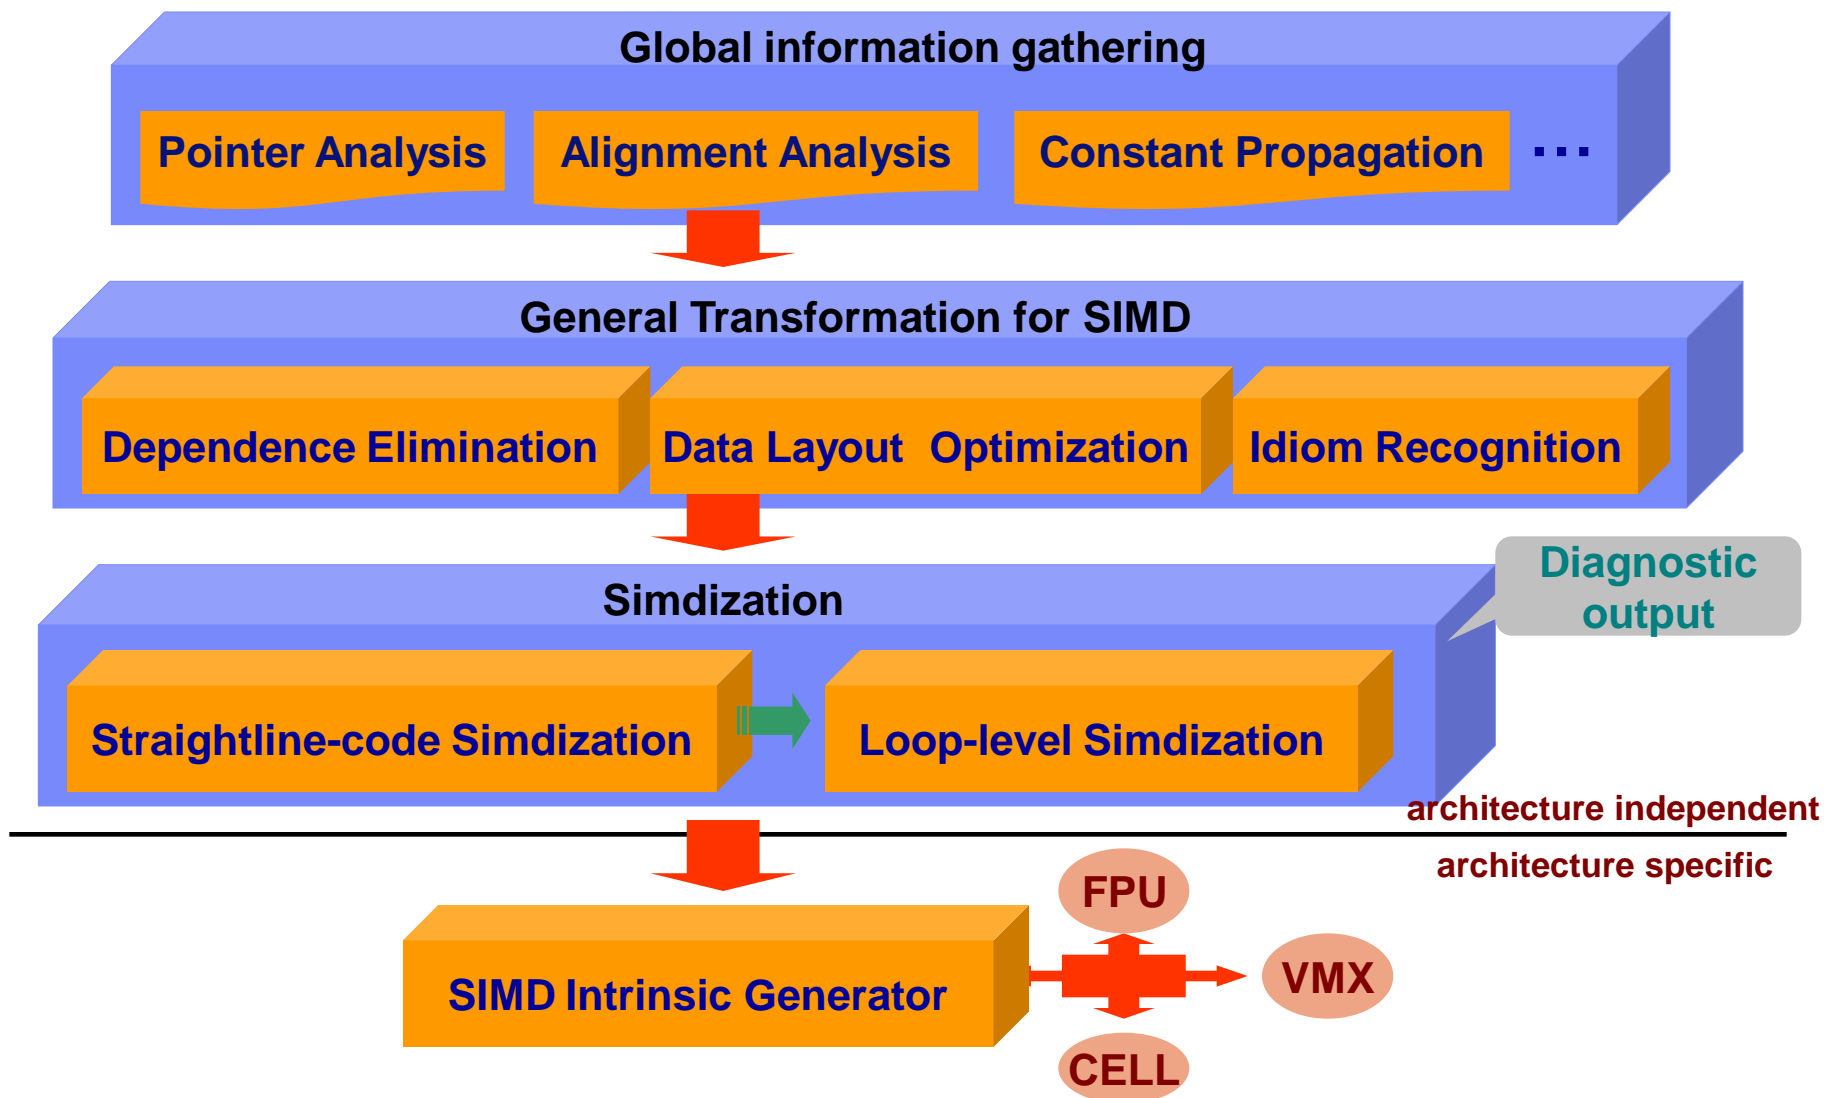 Global information gathering
Pointer Analysis
Alignment Analysis
Constant Propagation
...
General Transformation for SIMD
Dependence Elimination
Data Layout Optimization
Idiom Recognition
Diagnostic
output
Simdization
Straightline-code Simdization
Loop-level Simdization
architecture independent
architecture specific
FPU
SIMD Intrinsic Generator
VMX
CELL